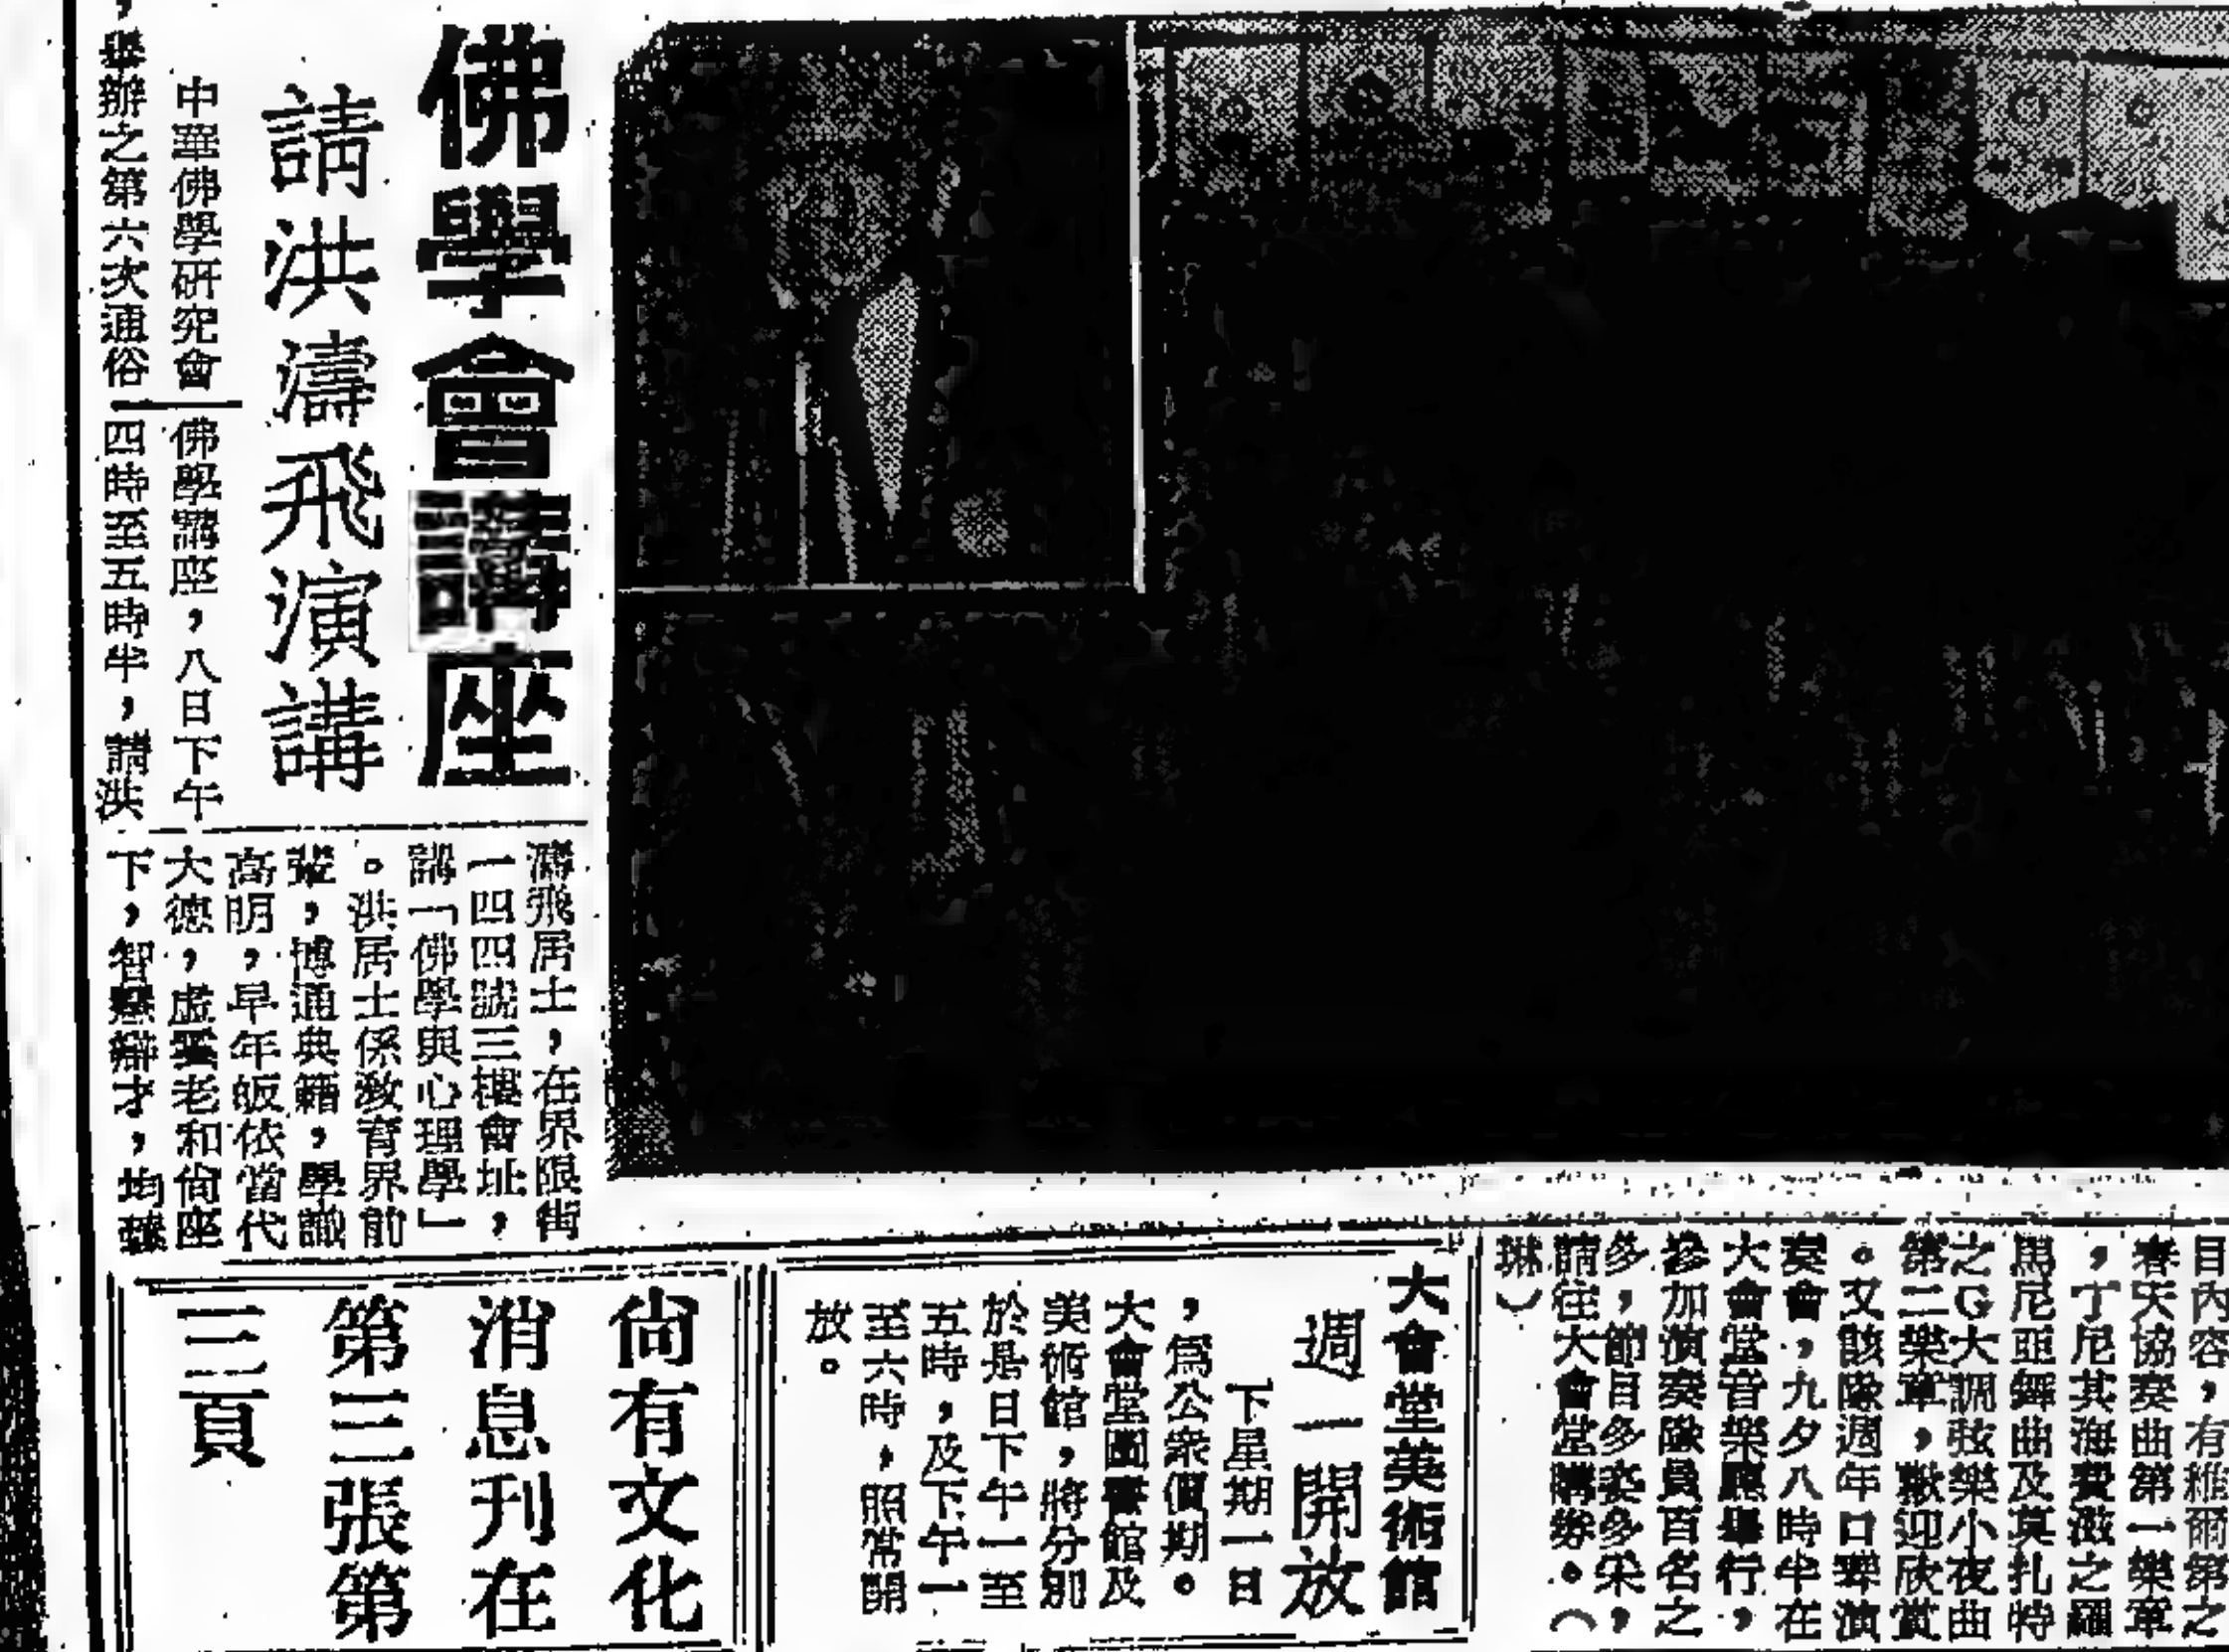 佛學會講座
請洪濤飛演講
中華佛學研究會
，舉辦之第六次通俗
佛學講座，八日下午
四時至五時半，請洪
濤飛居士，在界限街
一四四號三樓會址，
講「佛學與心理學」
。洪居士係教育界前
輩，博通典籍，學識
高明，早年皈依當代
大德，虛雲老和尙座
下，智慧辯才，均臻
目內容，有維爾第之
春天協奏曲第一樂章
，丁尼其海費滋之羅
馬尼亞舞曲及莫扎特
之G大調弦樂小夜曲
第二樂章，歡迎欣賞
。又該隊週年口琴演
奏會，九夕八時半在
大會堂音樂廳舉行，
參加演奏隊員百名之
多，節目多姿多采，
請往大會堂購券。（
琳）
大會堂美術館
週一開放
下星期一日
，爲公衆假期。
大會堂圖書館及
美術館，將分別
於是日下午一至
五時，及下午一
至六時，照常開
放。
尙有文化
消息刊在
第三張第
三頁